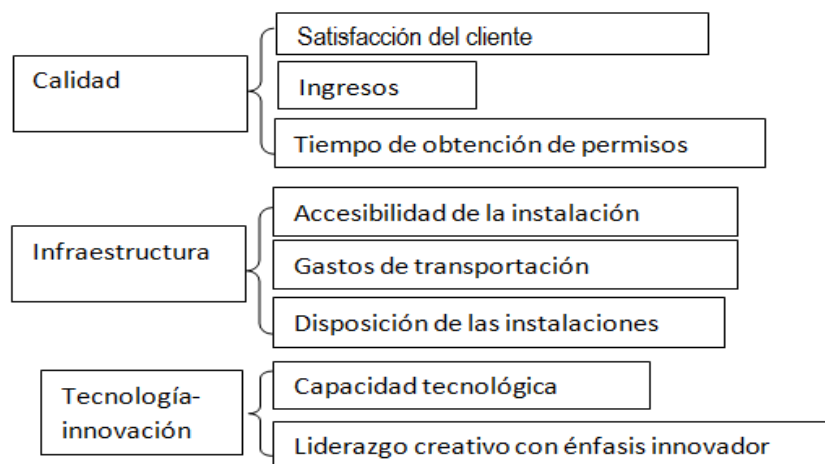 Calidad
Satisfacción del cliente
Ingresos
Tiempo de obtención de permisos
Infraestructura
Accesibilidad de la instalación
Gastos de transportación
Disposición de las instalaciones
Tecnología-
innovación
Capacidad tecnológica
Liderazgo creativo con énfasis innovador